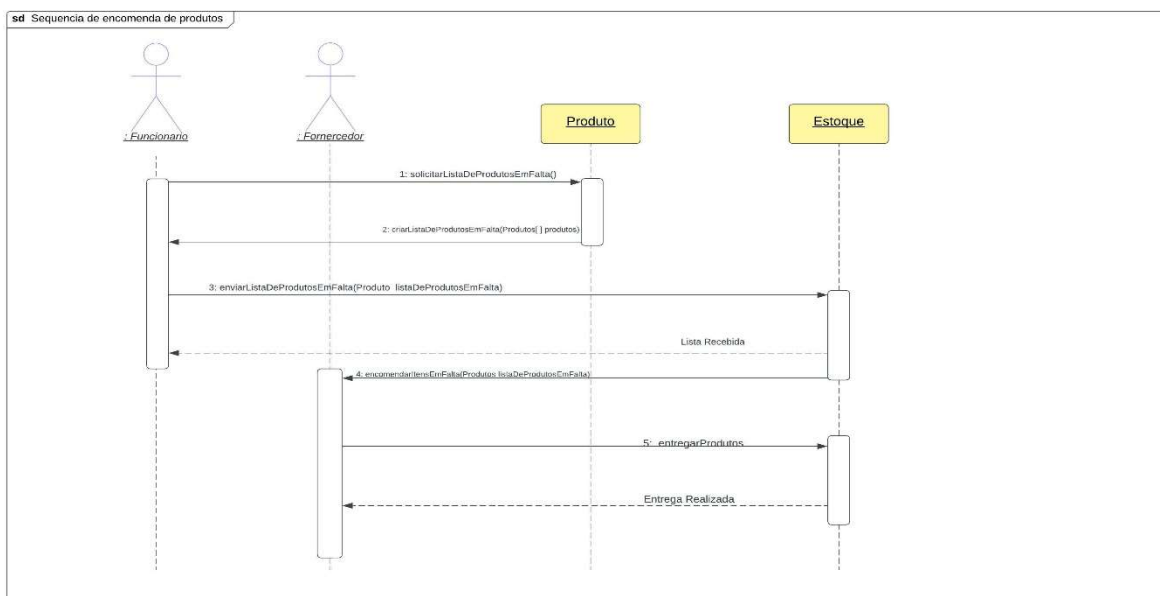 sd Sequencia de encomenda de produtos
: Funcionario
: Fornercedor
Produto
Estoque
1: solicitarListaDeProdutosEmFalta()
2: criarListaDeProdutosEmFalta(Produtos[ ] produtos)
3: enviarListaDeProdutosEmFalta(Produto listaDeProdutosEmFalta)
Lista Recebida
4: encomendarItensEmFalta(Produtos listaDeProdutosEmFalta)
5: entregarProdutos
Entrega Realizada